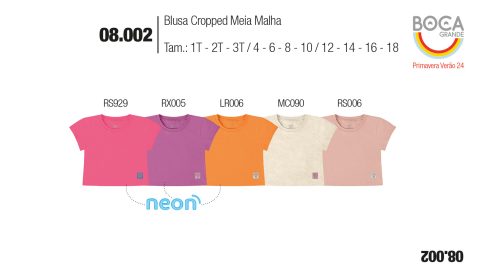 08.002
Blusa Cropped Meia Malha
Tam.: 1T - 2T - 3T / 4 - 6 - 8 - 10 / 12 - 14 - 16 - 18
BOCA
GRANDE
Primavera Verão 24
RS929 RX005 LR006 MC090 RS006
neon
08.002